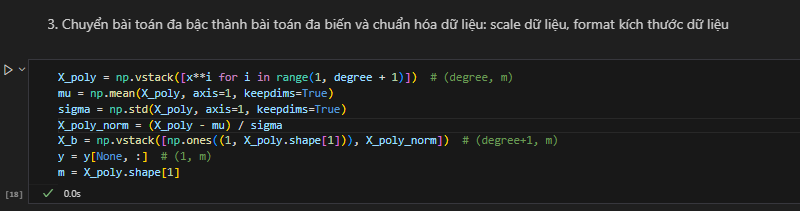 3. Chuyển bài toán đa bậc thành bài toán đa biến và chuẩn hóa dữ liệu: scale dữ liệu, format kích thước dữ liệu
X_poly = np.vstack([x**i for i in range(1, degree + 1)])  # (degree, m)
mu = np.mean(X_poly, axis=1, keepdims=True)
sigma = np.std(X_poly, axis=1, keepdims=True)
X_poly_norm = (X_poly - mu) / sigma
X_b = np.vstack([np.ones((1, X_poly.shape[1])), X_poly_norm])  # (degree+1, m)
y = y[None, :]  # (1, m)
m = X_poly.shape[1]
[18]
0.0s